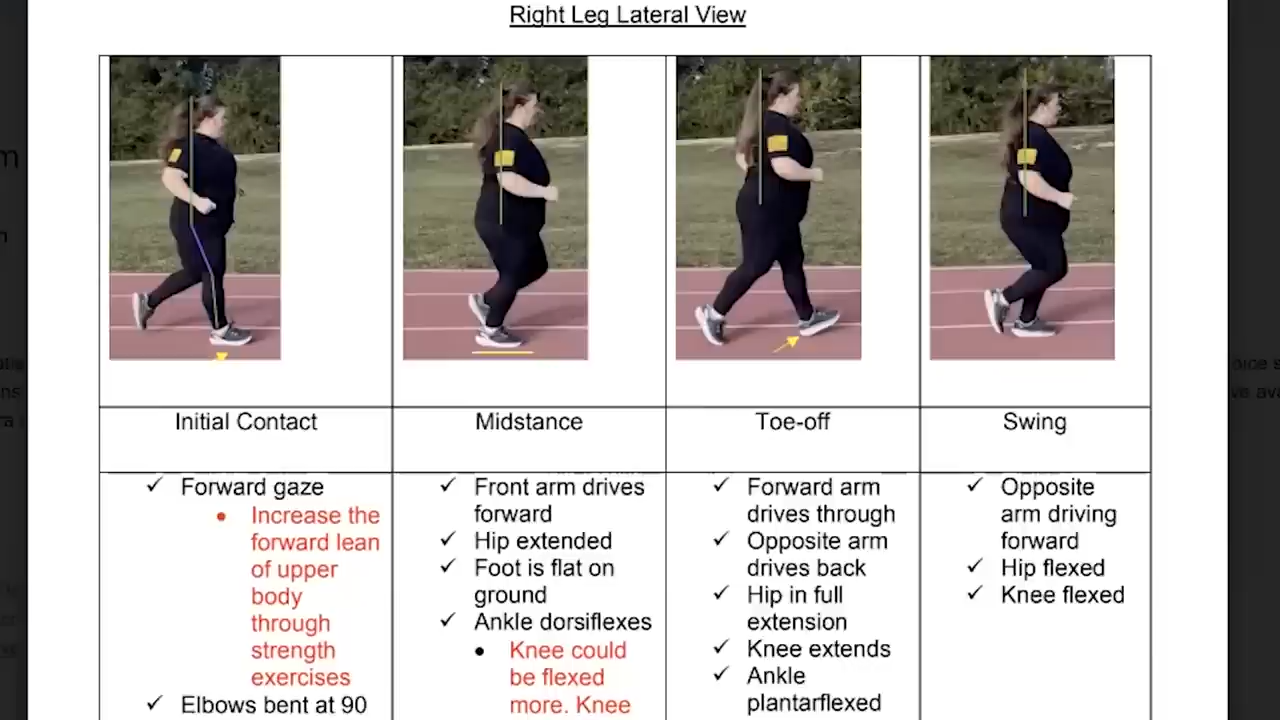 Right Leg Lateral View
Initial Contact
Midstance
Toe-off
Swing
✓ Forward gaze
• Increase the
forward lean
of upper
body
through
strength
exercises
✓ Elbows bent at 90
✓ Front arm drives
forward
✓ Hip extended
✓ Foot is flat on
ground
✓ Ankle dorsiflexes
• Knee could
be flexed
more. Knee
✓ Forward arm
drives through
✓ Opposite arm
drives back
✓ Hip in full
extension
✓ Knee extends
✓ Ankle
plantarflexed
✓ Opposite
arm driving
forward
✓ Hip flexed
✓ Knee flexed